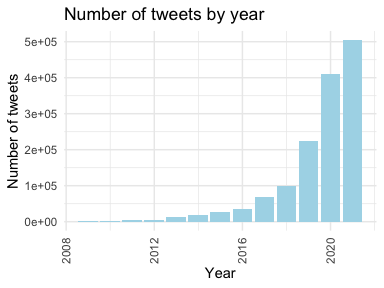 Number of tweets by year
Number of tweets
5e+05
4e+05
3e+05
2e+05
1e+05
0e+00
2008
2012
2016
2020
Year